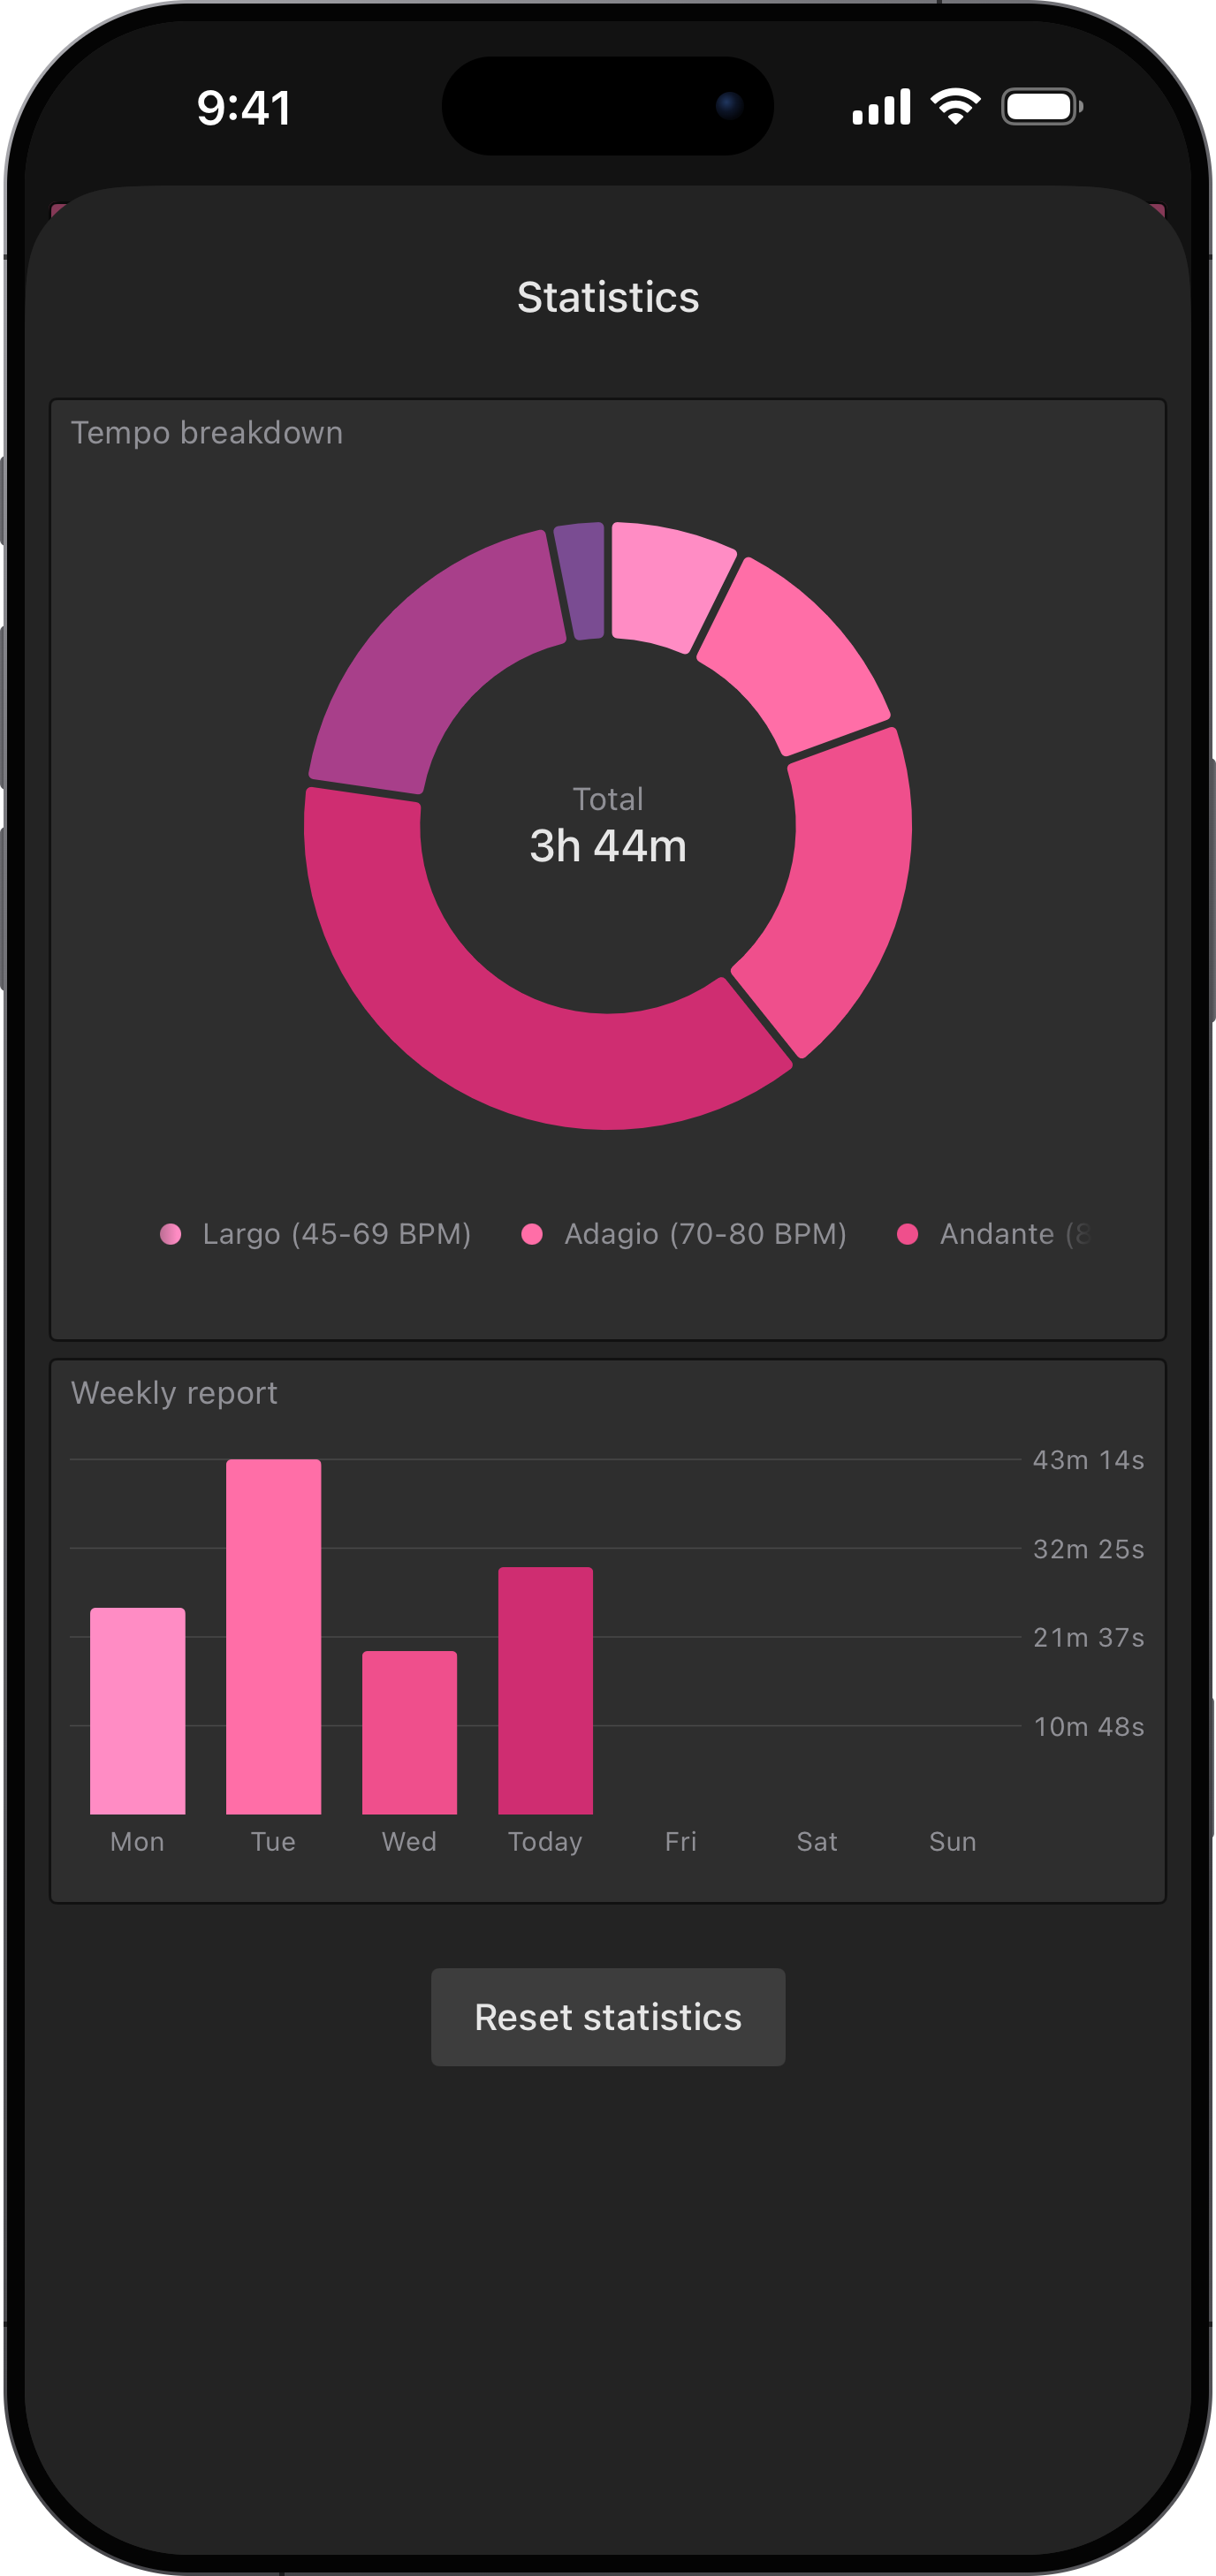 9:41
Statistics
Tempo breakdown
Total
3h 44m
Largo (45-69 BPM) Adagio (70-80 BPM) Andante
Weekly report
43m 14s
32m 25s
21m 37s
10m 48s
Mon Tue Wed Today Fri Sat Sun
Reset statistics